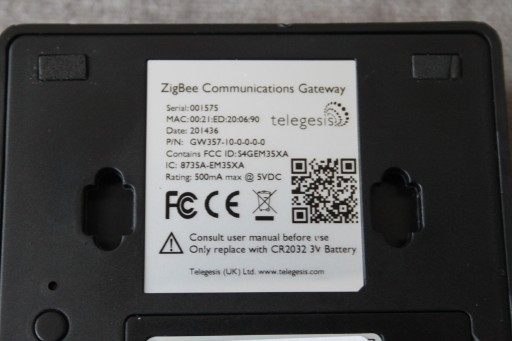 ZigBee Communications Gateway
Serial: 001575
MAC: 00:21:ED:20:06:90
telegesis
Date: 201436
P/N: GW357-10-0-0-0-0
Contains FCC ID: S4GEM35XA
IC: 8735A-EM35XA
Rating: 500mA max @ 5VDC
FC CE
Consult user manual before use
Only replace with CR2032 3V Battery
Telegesis (UK) Ltd. www.telegesis.com